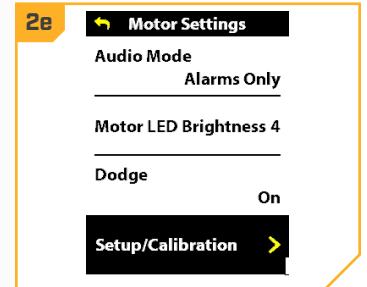 2e
Motor Settings
Audio Mode
Alarms Only
Motor LED Brightness 4
Dodge
On
Setup/Calibration